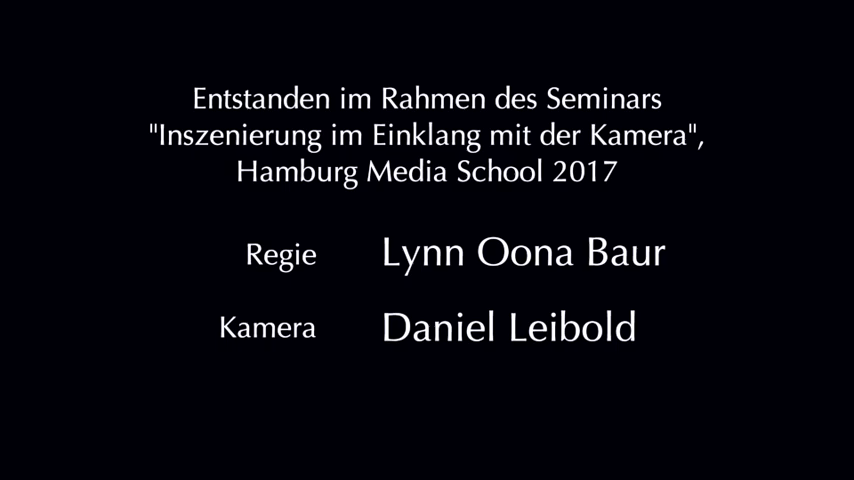 Entstanden im Rahmen des Seminars
"Inszenierung im Einklang mit der Kamera",
Hamburg Media School 2017
Regie Lynn Oona Baur
Kamera Daniel Leibold